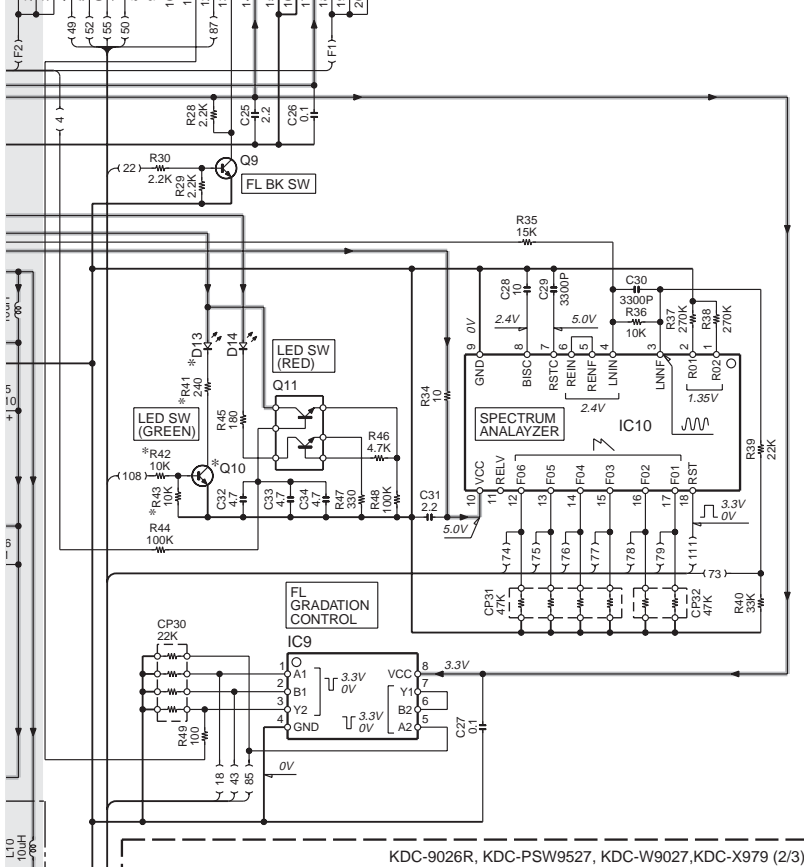 F2
49
52
55
50
87
F1
4
R28
2.2K
C25
2.2
C26
0.1
Q9
FL BK SW
22
R30
2.2K
R29
2.2K
R35
15K
C28
10
C29
3300P
C30
3300P
R36
10K
R37
270K
R38
270K
0V
2.4V
5.0V
9
8
7
6
5
4
3
2
1
GND
BISC
RSTC
REIN
RENF
LNIN
LNNF
R01
R02
2.4V
1.35V
SPECTRUM
ANALAYZER
IC10
VCC
RELV
F06
F05
F04
F03
F02
F01
RST
10
11
12
13
14
15
16
17
18
3.3V
0V
*D13
D14
LED SW
(RED)
Q11
*R41
240
R45
180
LED SW
(GREEN)
*R42
10K
*Q10
108
*R43
10K
R44
100K
C32
4.7
C33
4.7
C34
4.7
R47
330
R48
100K
R46
4.7K
R34
10
C31
2.2
5.0V
R39
22K
74
75
76
77
78
79
111
73
CP31
47K
CP32
47K
R40
33K
FL
GRADATION
CONTROL
IC9
CP30
22K
1
2
3
4
A1
B1
Y2
GND
3.3V
0V
3.3V
0V
VCC
Y1
B2
A2
8
7
6
5
3.3V
R49
100
18
43
85
0V
C27
0.1
5
10
+
6
L10
10uH
KDC-9026R, KDC-PSW9527, KDC-W9027,KDC-X979 (2/3)